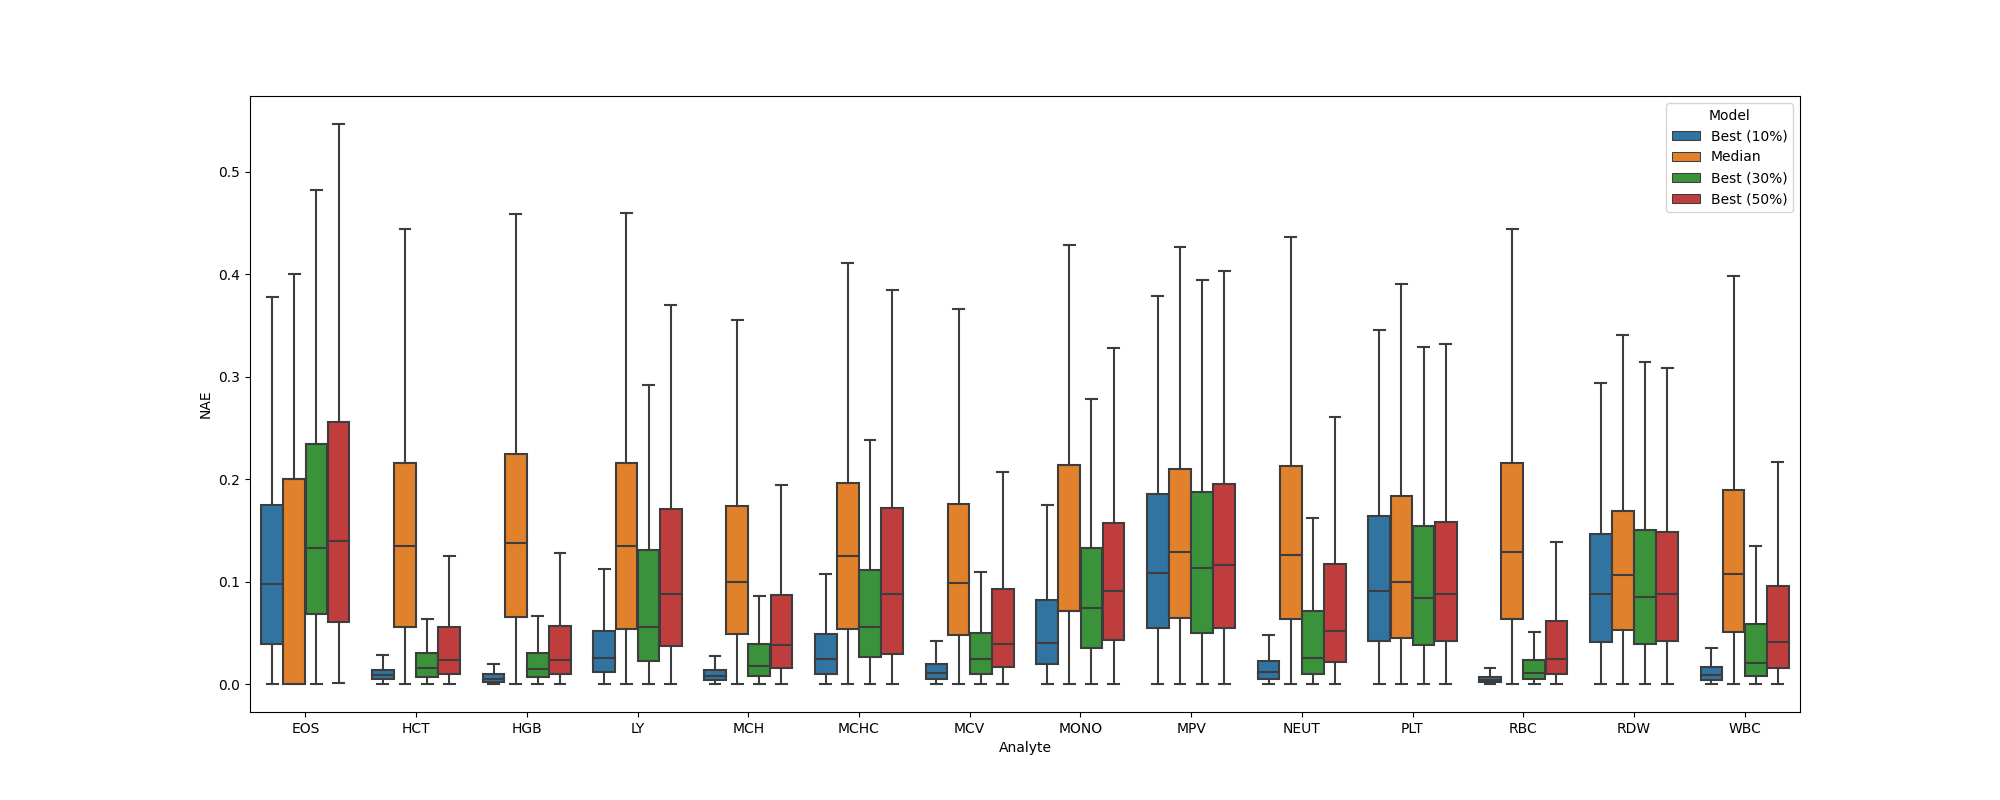 Model
Best (10%)
Median
Best (30%)
Best (50%)
0.5
0.4
0.3
0.2
0.1
0.0
NAE
EOS HCT HGB LY MCH MCHC MCV MONO MPV NEUT PLT RBC RDW WBC
Analyte